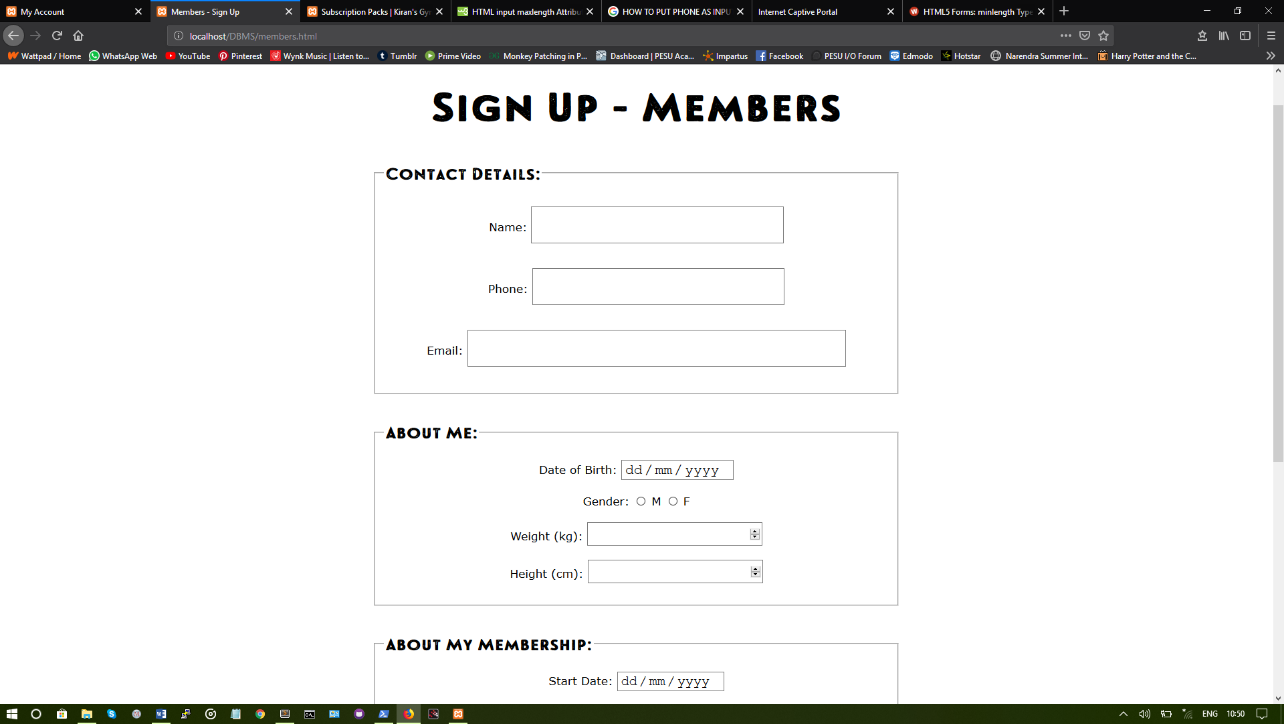 My Account
Members - Sign Up
Subscription Packs | Kiran's Gy
HTML input maxlength Attribu
HOW TO PUT PHONE AS INPU
Internet Captive Portal
HTML5 Forms: minlength Type
localhost/DBMS/members.html
Wattpad / Home WhatsApp Web YouTube Pinterest Wynk Music | Listen to... Tumblr Prime Video Monkey Patching in P... Dashboard | PESU Aca... Impartus Facebook PESU I/O Forum Edmodo Hotstar Narendra Summer Int... Harry Potter and the C...
Sign Up - Members
Contact Details:
Name:
Phone:
Email:
About Me:
Date of Birth: dd / mm / yyyy
Gender: M F
Weight (kg):
Height (cm):
About My Membership:
Start Date: dd / mm / yyyy
ENG 10:50